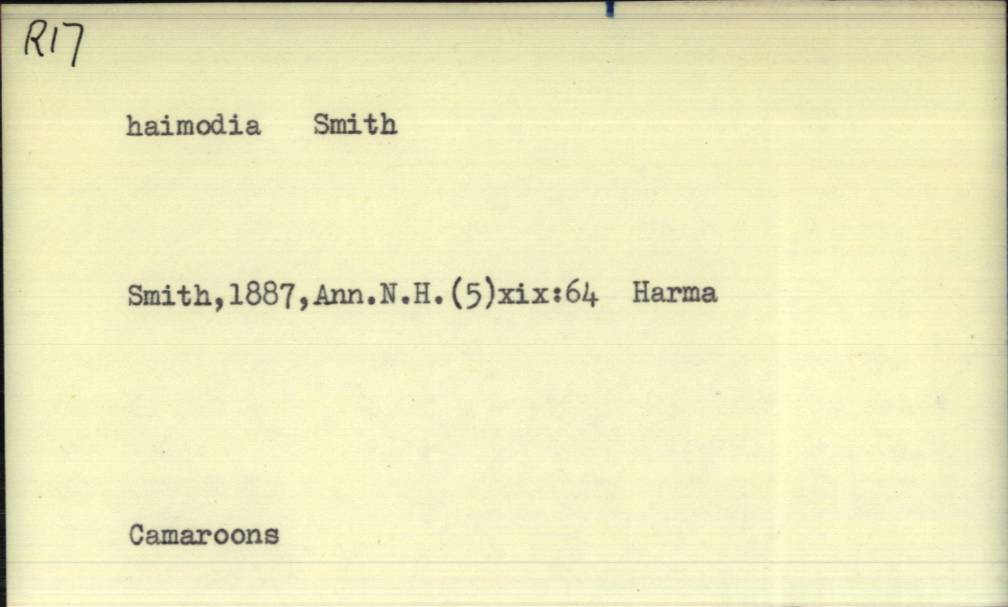 R17
haimodia Smith
Smith,1887,Ann.N.H.(5)xix:64 Harma
Camaroons